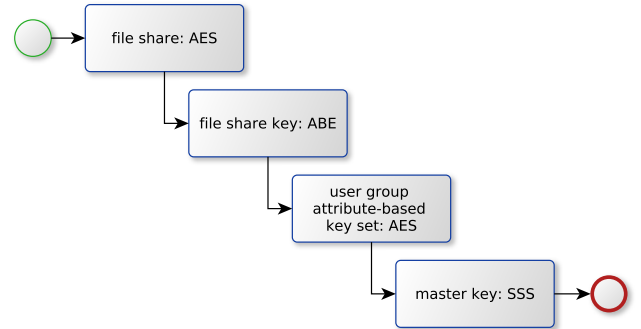 file share: AES
file share key: ABE
user group
attribute-based
key set: AES
master key: SSS